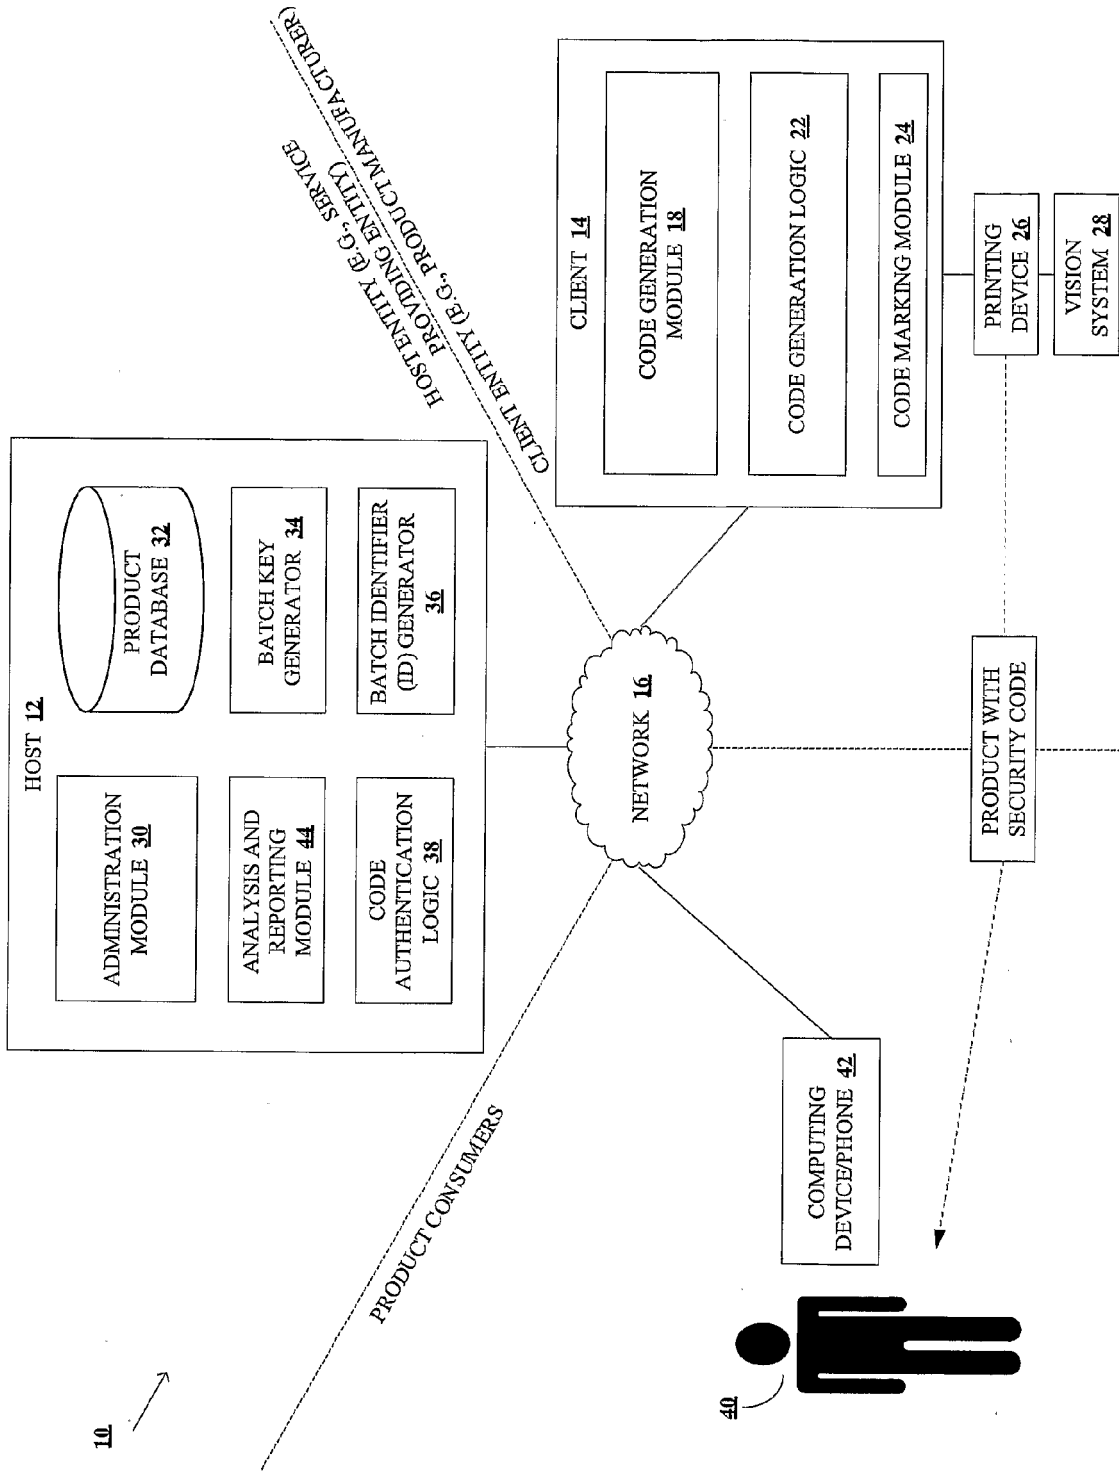 10
HOST 12
ADMINISTRATION
MODULE 30
PRODUCT
DATABASE 32
ANALYSIS AND
REPORTING
MODULE 44
BATCH KEY
GENERATOR 34
CODE
AUTHENTICATION
LOGIC 38
BATCH IDENTIFIER
(ID) GENERATOR
36
PRODUCT CONSUMERS
HOST ENTITY (E.G., SERVICE
PROVIDING ENTITY)
CLIENT ENTITY (E.G., PRODUCT MANUFACTURER)
NETWORK 16
CLIENT 14
CODE GENERATION
MODULE 18
CODE GENERATION LOGIC 22
CODE MARKING MODULE 24
COMPUTING
DEVICE/PHONE 42
40
PRINTING
DEVICE 26
VISION
SYSTEM 28
PRODUCT WITH
SECURITY CODE